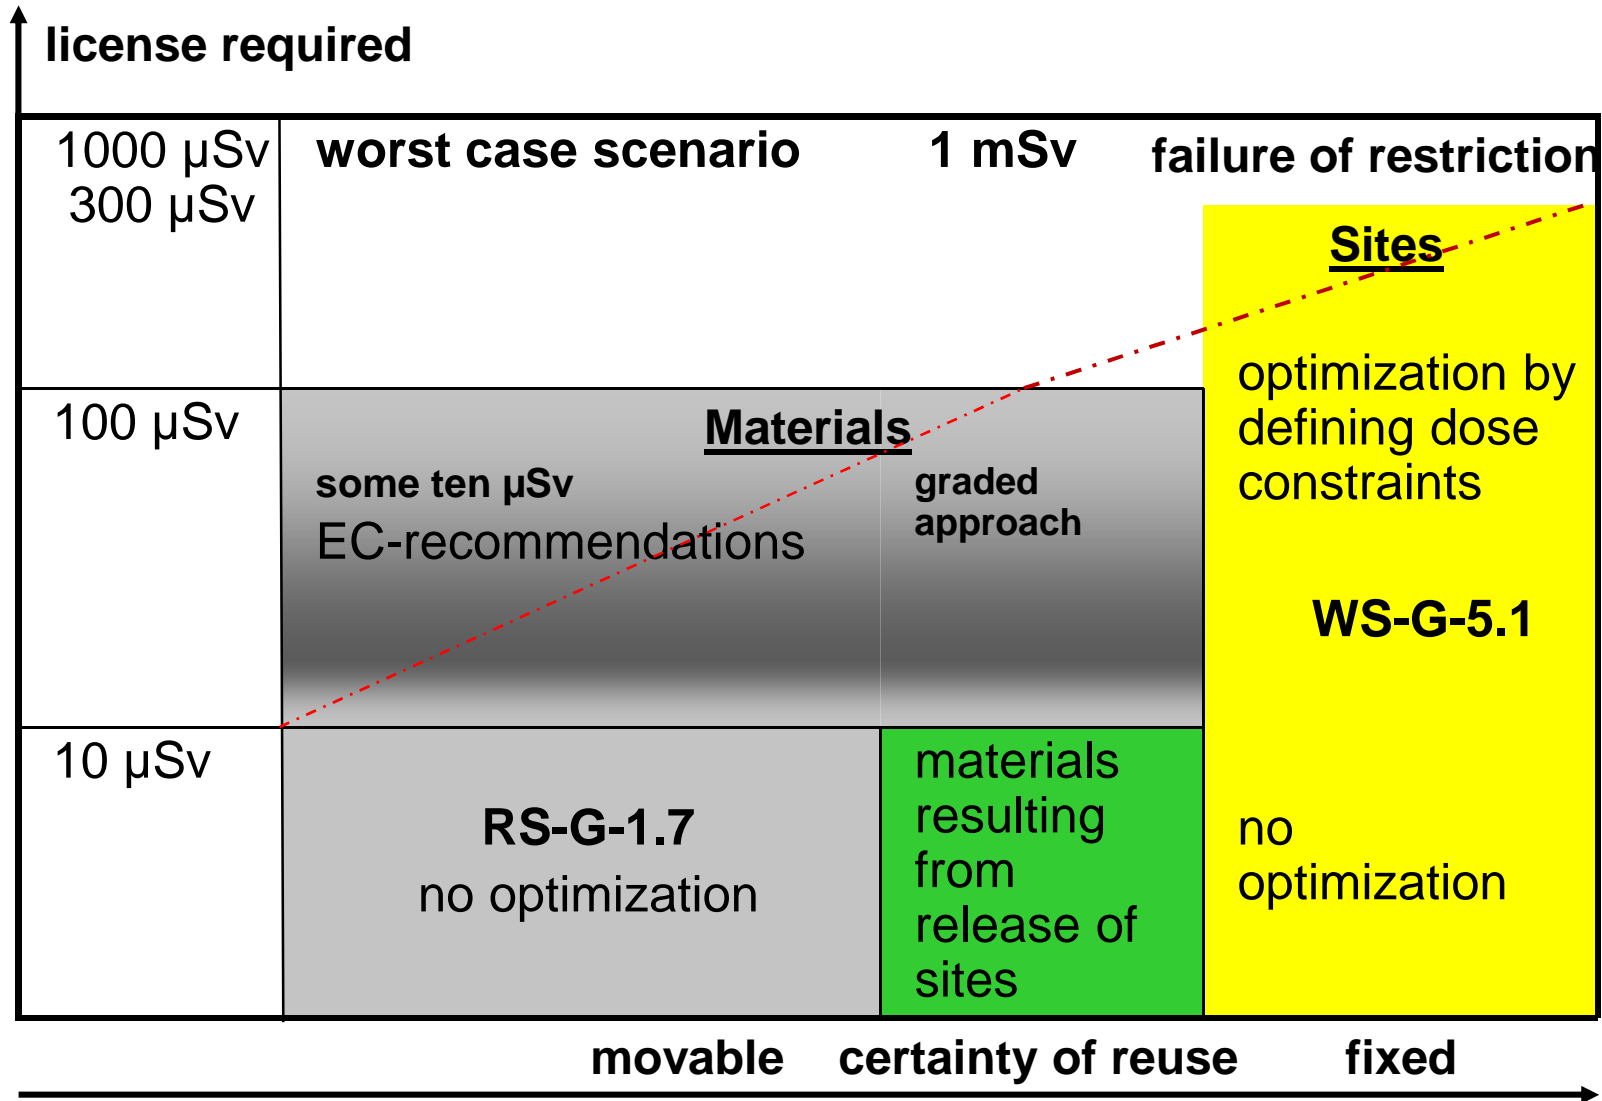 license required
1000 µSv
300 µSv
worst case scenario
1 mSv
failure of restriction
Sites
optimization by
defining dose
constraints
WS-G-5.1
no
optimization
100 µSv
Materials
some ten µSv
EC-recommendations
graded
approach
10 µSv
RS-G-1.7
no optimization
materials
resulting
from
release of
sites
movable
certainty of reuse
fixed